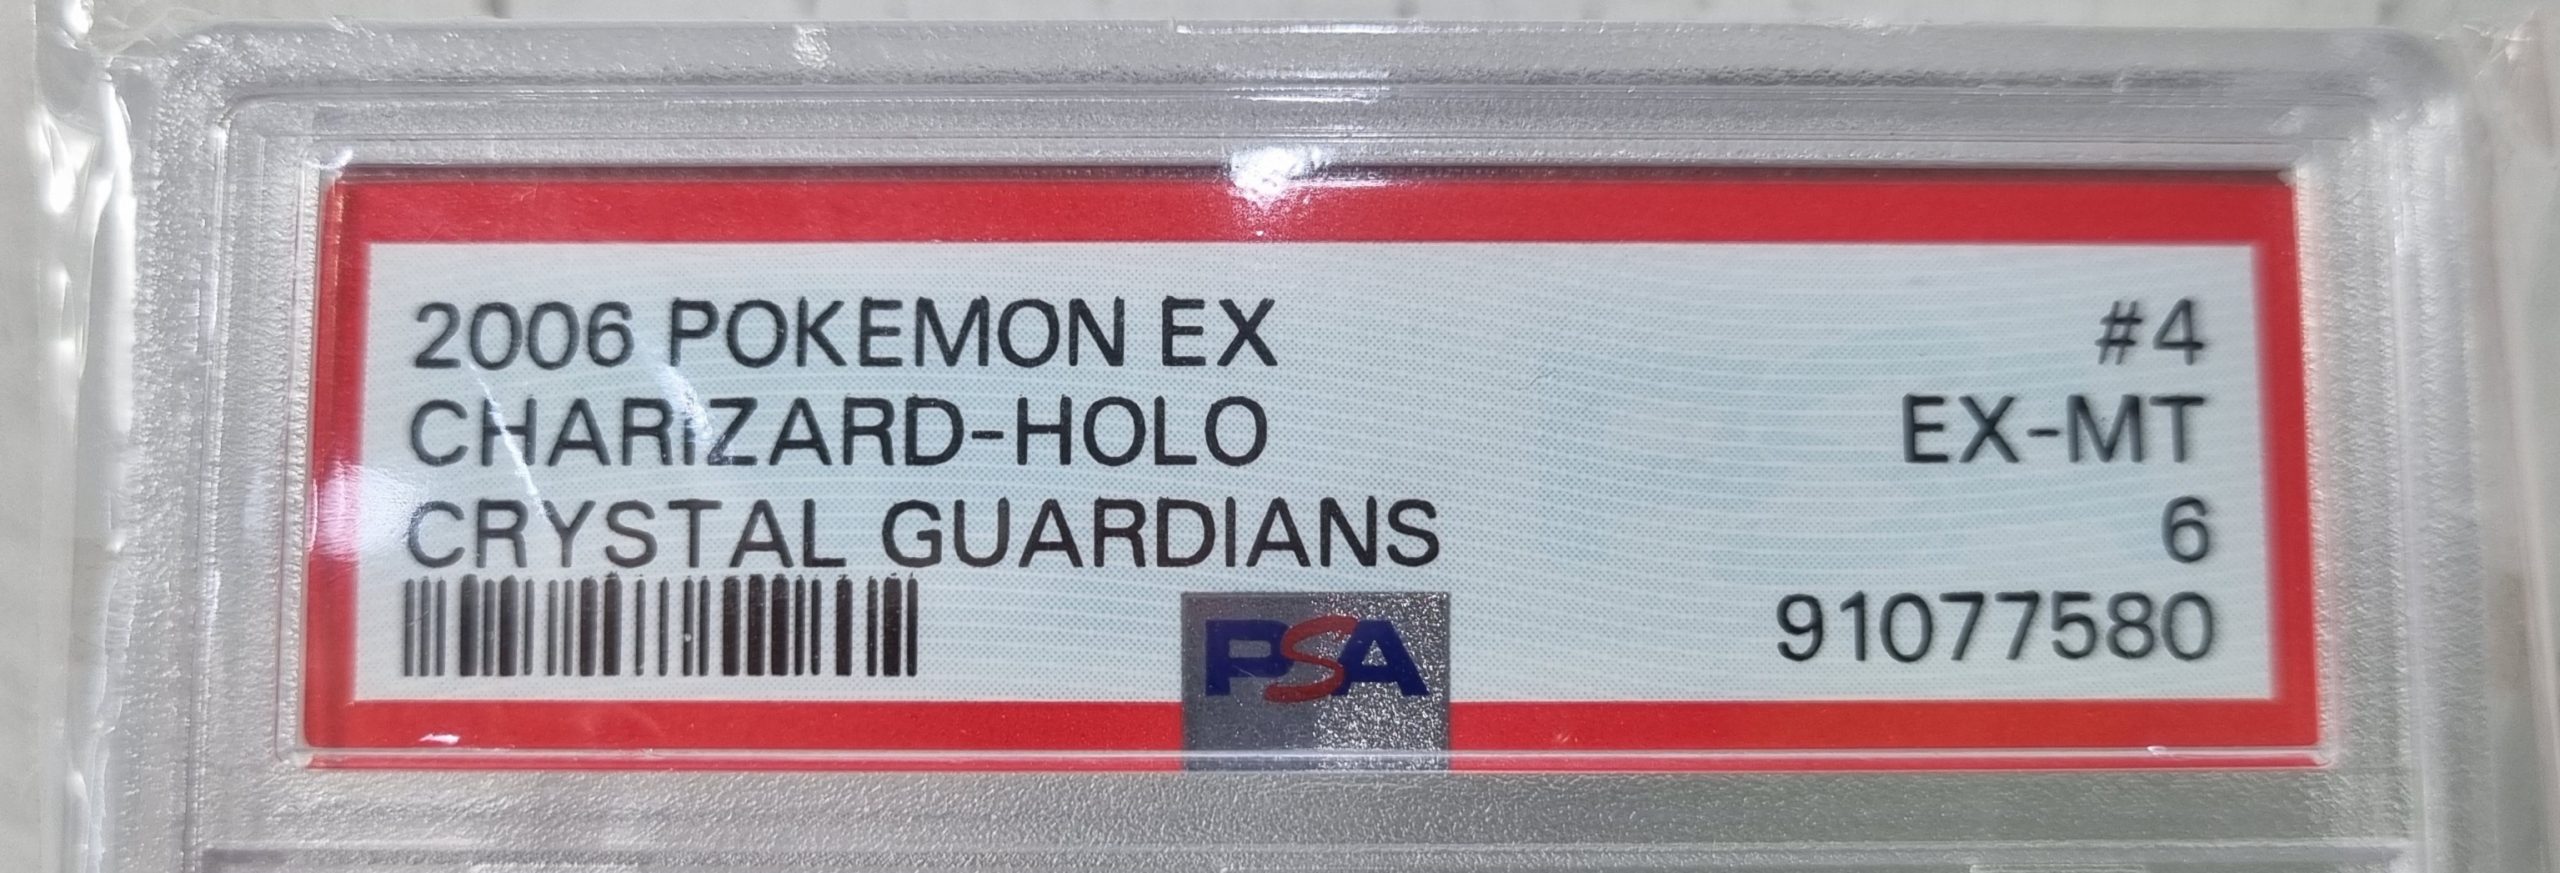 2006 POKEMON EX #4
CHARIZARD-HOLO EX-MT
CRYSTAL GUARDIANS 6
91077580
PSA